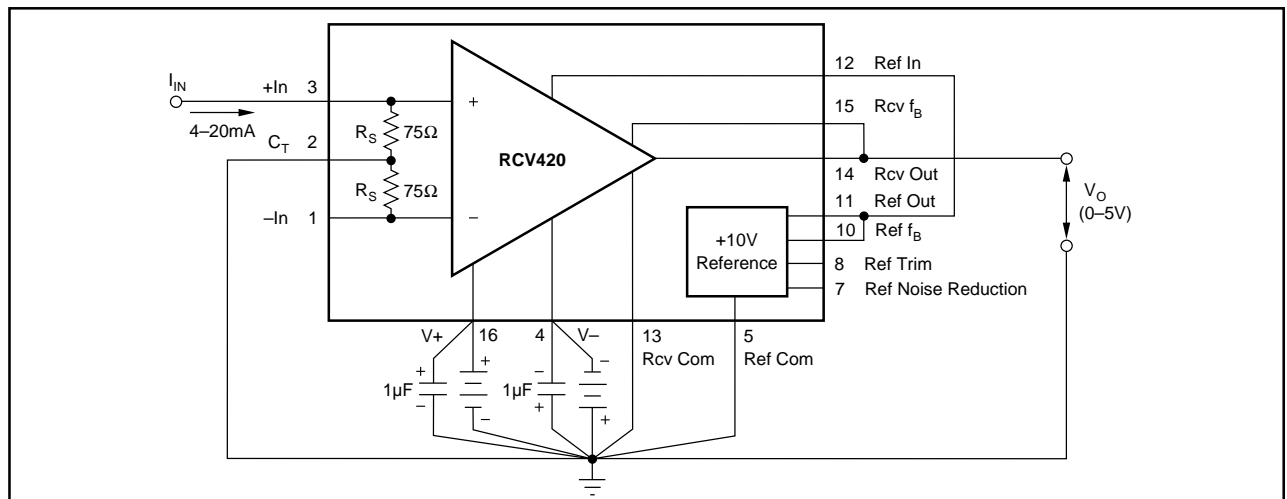 I_IN
4–20mA
+In 3
C_T 2
–In 1
R_S 75Ω
R_S 75Ω
+
–
RCV420
12 Ref In
15 Rcv f_B
14 Rcv Out
11 Ref Out
10 Ref f_B
8 Ref Trim
7 Ref Noise Reduction
+10V
Reference
V_O
(0–5V)
V+ 16
4 V–
13
Rcv Com
5
Ref Com
+ + – –
1µF 1µF
– – + +